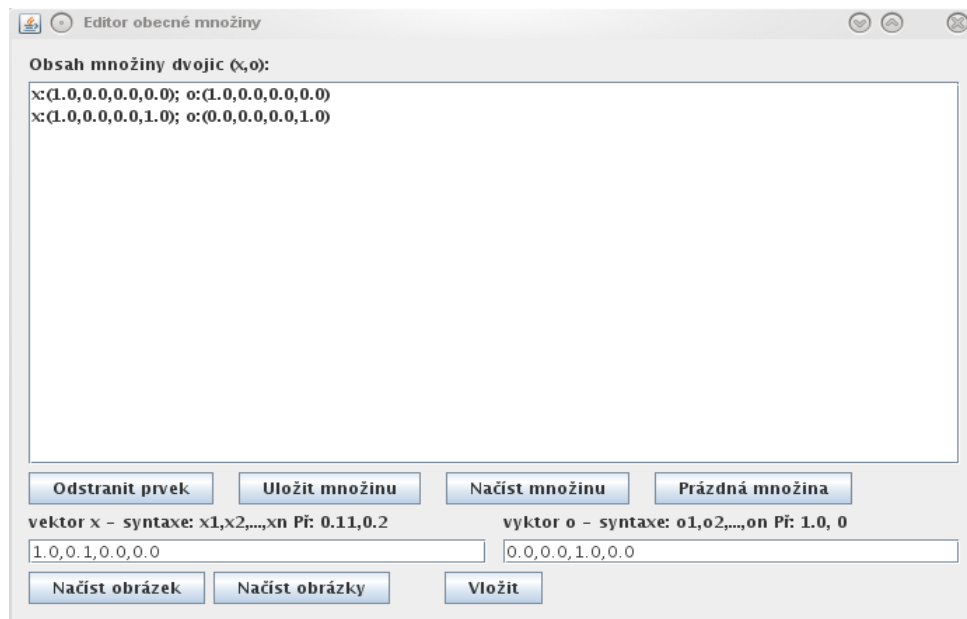 Editor obecné množiny
Obsah množiny dvojic (x,o):
x:(1.0,0.0,0.0,0.0); o:(1.0,0.0,0.0,0.0)
x:(1.0,0.0,0.0,1.0); o:(0.0,0.0,0.0,1.0)
Odstranit prvek Uložit množinu Načíst množinu Prázdná množina
vektor x – syntaxe: x1,x2,...,xn Př: 0.11,0.2 vyktor o – syntaxe: o1,o2,...,on Př: 1.0, 0
1.0,0.1,0.0,0.0 0.0,0.0,1.0,0.0
Načíst obrázek Načíst obrázky Vložit